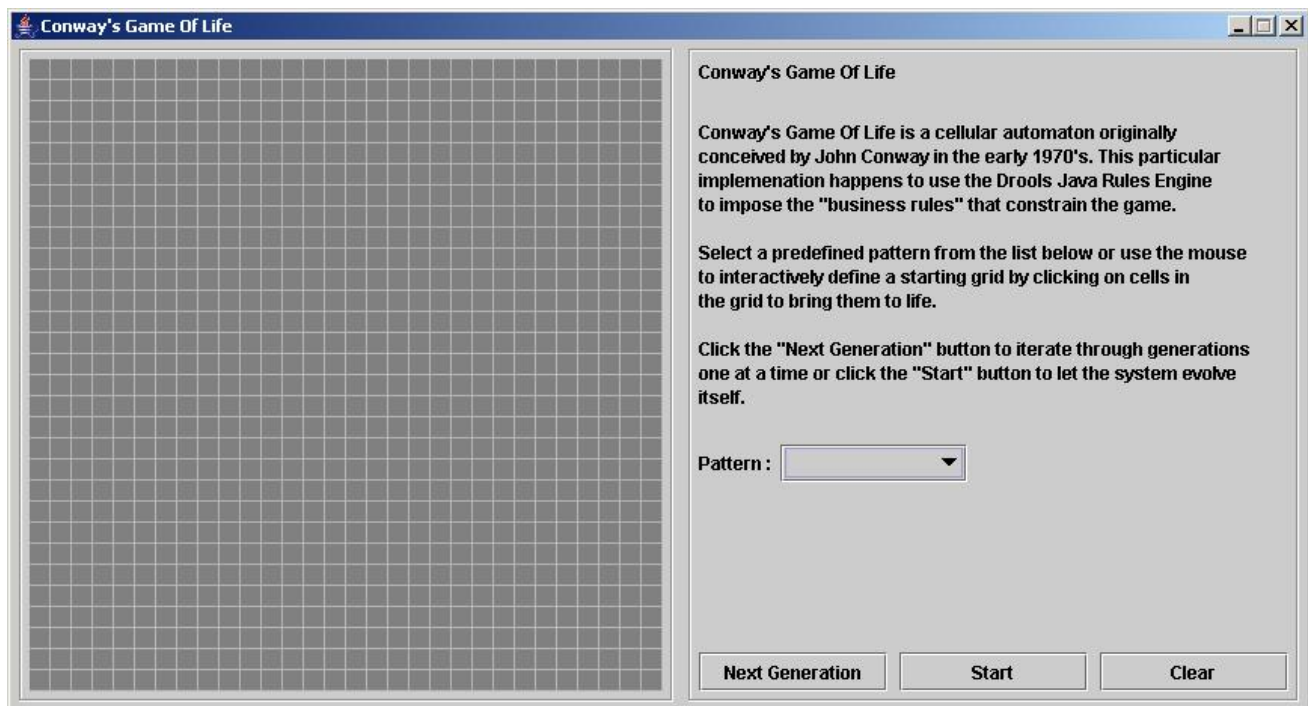 Conway's Game Of Life
Conway's Game Of Life
Conway's Game Of Life is a cellular automaton originally
conceived by John Conway in the early 1970's. This particular
implemenation happens to use the Drools Java Rules Engine
to impose the "business rules" that constrain the game.
Select a predefined pattern from the list below or use the mouse
to interactively define a starting grid by clicking on cells in
the grid to bring them to life.
Click the "Next Generation" button to iterate through generations
one at a time or click the "Start" button to let the system evolve
itself.
Pattern :
Next Generation Start Clear